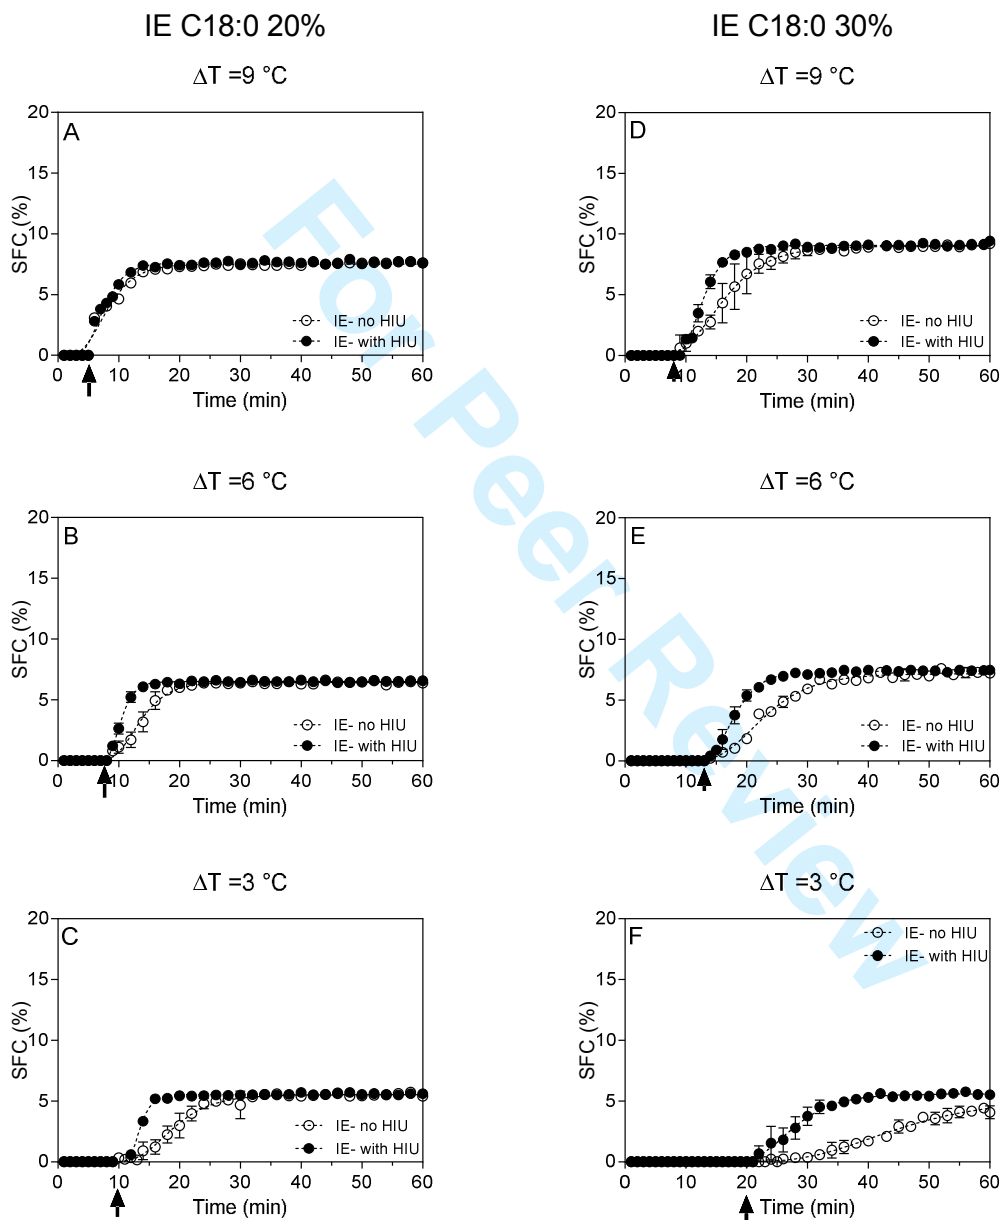 IE C18:0 20%
IE C18:0 30%
ΔT =9 °C
ΔT =9 °C
A
20
15
10
5
0
SFC (%)
IE- no HIU
IE- with HIU
0 10 20 30 40 50 60
Time (min)
D
20
15
10
5
0
SFC (%)
IE- no HIU
IE- with HIU
0 10 20 30 40 50 60
Time (min)
ΔT =6 °C
ΔT =6 °C
B
20
15
10
5
0
SFC (%)
IE- no HIU
IE- with HIU
0 10 20 30 40 50 60
Time (min)
E
20
15
10
5
0
SFC (%)
IE- no HIU
IE- with HIU
0 10 20 30 40 50 60
Time (min)
ΔT =3 °C
ΔT =3 °C
C
20
15
10
5
0
SFC (%)
IE- no HIU
IE- with HIU
0 10 20 30 40 50 60
Time (min)
F
20
15
10
5
0
SFC (%)
IE- no HIU
IE- with HIU
0 10 20 30 40 50 60
Time (min)
For Peer Review